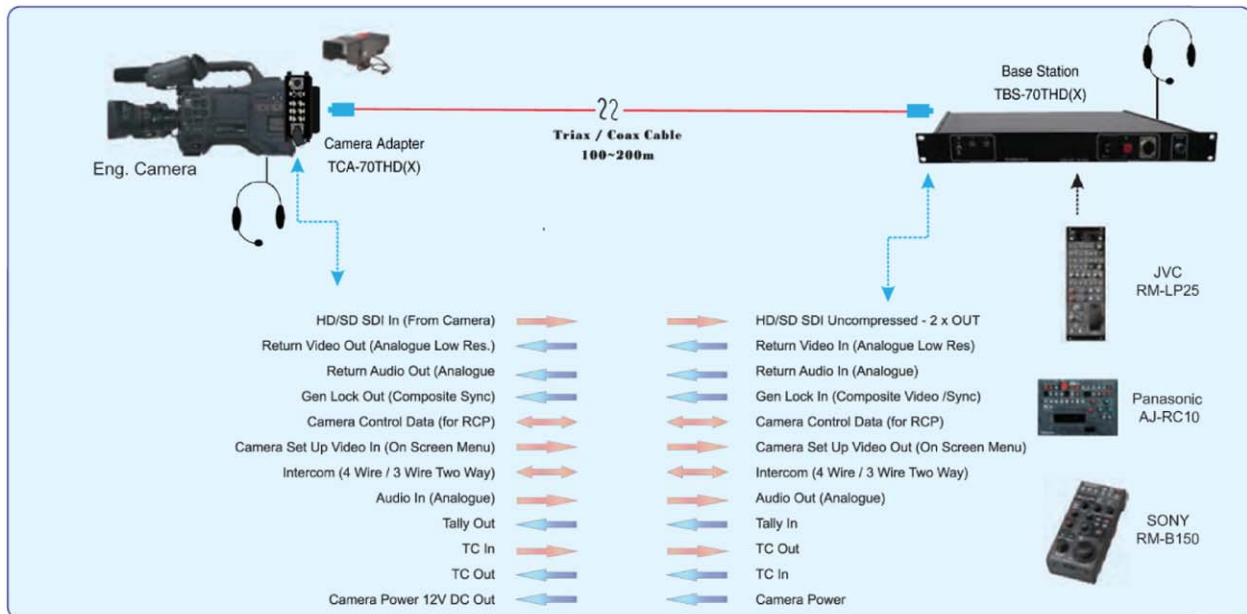 Base Station
TBS-70THD(X)
Triax / Coax Cable
100~200m
Camera Adapter
TCA-70THD(X)
Eng. Camera
JVC
RM-LP25
Panasonic
AJ-RC10
SONY
RM-B150
HD/SD SDI In (From Camera)
Return Video Out (Analogue Low Res.)
Return Audio Out (Analogue
Gen Lock Out (Composite Sync)
Camera Control Data (for RCP)
Camera Set Up Video In (On Screen Menu)
Intercom (4 Wire / 3 Wire Two Way)
Audio In (Analogue)
Tally Out
TC In
TC Out
Camera Power 12V DC Out
HD/SD SDI Uncompressed - 2 x OUT
Return Video In (Analogue Low Res)
Return Audio In (Analogue)
Gen Lock In (Composite Video /Sync)
Camera Control Data (for RCP)
Camera Set Up Video Out (On Screen Menu)
Intercom (4 Wire / 3 Wire Two Way)
Audio Out (Analogue)
Tally In
TC Out
TC In
Camera Power